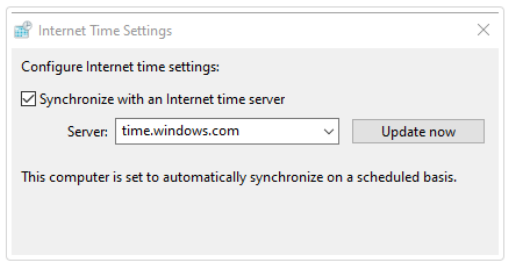 Internet Time Settings
Configure Internet time settings:
Synchronize with an Internet time server
Server: time.windows.com Update now
This computer is set to automatically synchronize on a scheduled basis.